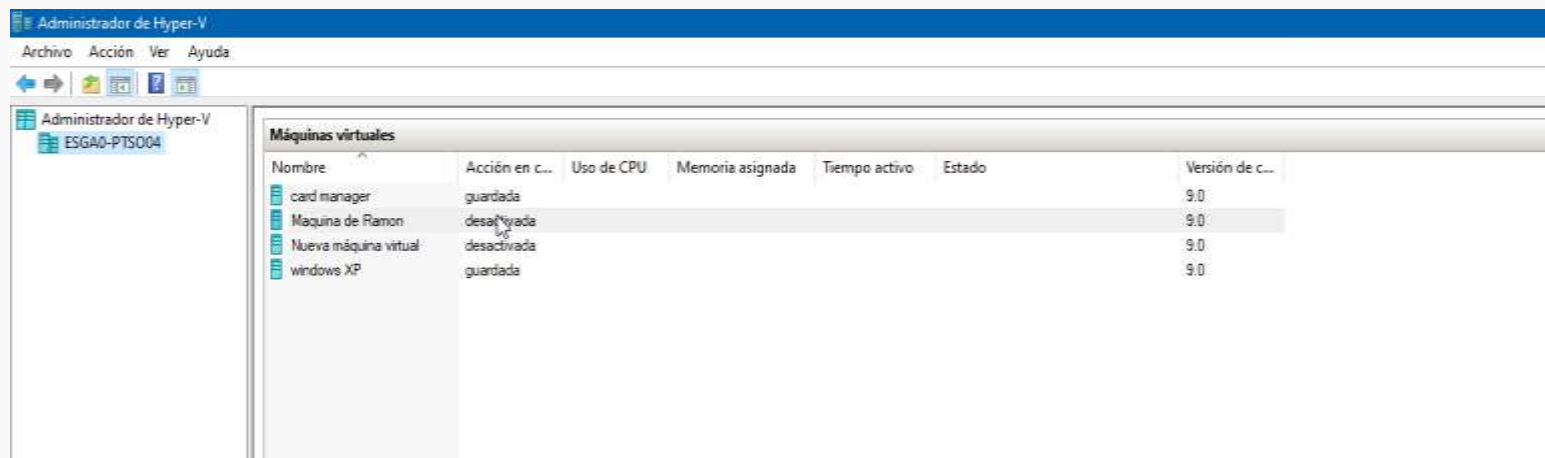 Administrador de Hyper-V
Archivo Acción Ver Ayuda
Administrador de Hyper-V
ESGA0-PTSO04
Máquinas virtuales
Nombre Acción en c... Uso de CPU Memoria asignada Tiempo activo Estado Versión de c...
card manager guardada 9.0
Maquina de Ramon desactivada 9.0
Nueva máquina virtual desactivada 9.0
windows XP guardada 9.0